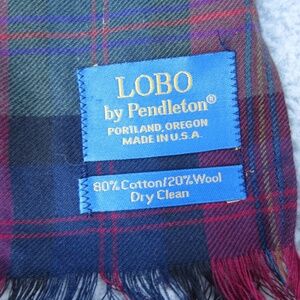 LOBO
by Pendleton®
PORTLAND, OREGON
MADE IN U.S.A.
80% Cotton/20% Wool
Dry Clean